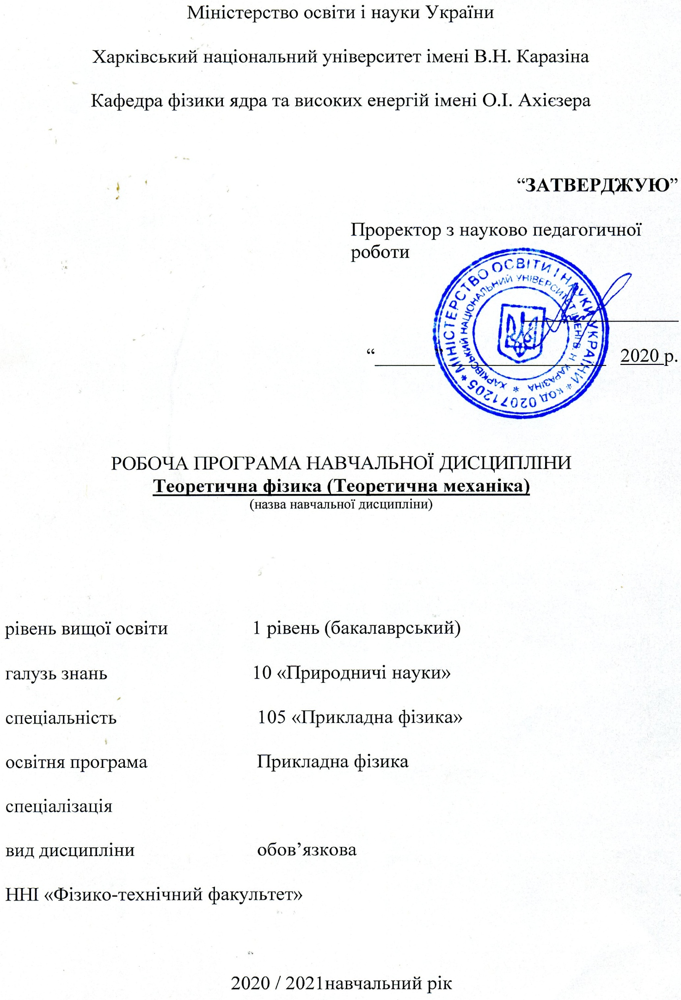 Міністерство освіти і науки України
Харківський національний університет імені В.Н. Каразіна
Кафедра фізики ядра та високих енергій імені О.І. Ахієзера
“ЗАТВЕРДЖУЮ”
Проректор з науково педагогичної
роботи
МІНІСТЕРСТВО ОСВІТИ І НАУКИ УКРАЇНИ * КОД 02071205 *
ХАРКІВСЬКИЙ НАЦІОНАЛЬНИЙ УНІВЕРСИТЕТ ІМЕНІ В. Н. КАРАЗІНА *
“______” ________________ 2020 р.
РОБОЧА ПРОГРАМА НАВЧАЛЬНОЇ ДИСЦИПЛІНИ
Теоретична фізика (Теоретична механіка)
(назва навчальної дисципліни)
рівень вищої освіти 1 рівень (бакалаврський)
галузь знань 10 «Природничі науки»
спеціальність 105 «Прикладна фізика»
освітня програма Прикладна фізика
спеціалізація
вид дисципліни обов’язкова
ННІ «Фізико-технічний факультет»
2020 / 2021навчальний рік